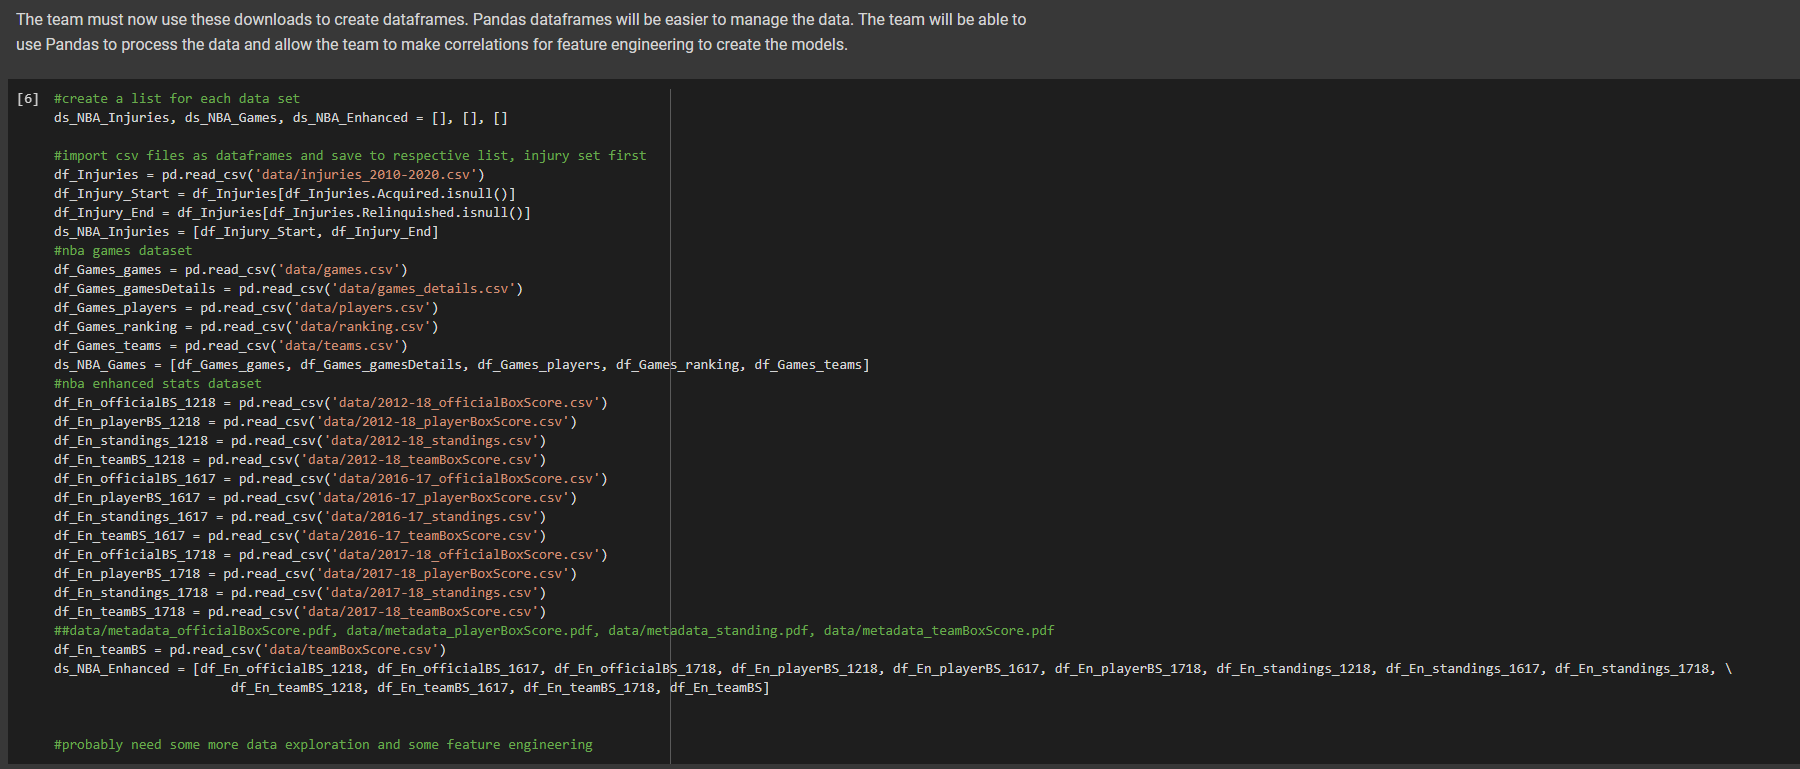 The team must now use these downloads to create dataframes. Pandas dataframes will be easier to manage the data. The team will be able to
use Pandas to process the data and allow the team to make correlations for feature engineering to create the models.
[6] #create a list for each data set
ds_NBA_Injuries, ds_NBA_Games, ds_NBA_Enhanced = [], [], []
#import csv files as dataframes and save to respective list, injury set first
df_Injuries = pd.read_csv('data/injuries_2010-2020.csv')
df_Injury_Start = df_Injuries[df_Injuries.Acquired.isnull()]
df_Injury_End = df_Injuries[df_Injuries.Relinquished.isnull()]
ds_NBA_Injuries = [df_Injury_Start, df_Injury_End]
#nba games dataset
df_Games_games = pd.read_csv('data/games.csv')
df_Games_gamesDetails = pd.read_csv('data/games_details.csv')
df_Games_players = pd.read_csv('data/players.csv')
df_Games_ranking = pd.read_csv('data/ranking.csv')
df_Games_teams = pd.read_csv('data/teams.csv')
ds_NBA_Games = [df_Games_games, df_Games_gamesDetails, df_Games_players, df_Games_ranking, df_Games_teams]
#nba enhanced stats dataset
df_En_officialBS_1218 = pd.read_csv('data/2012-18_officialBoxScore.csv')
df_En_playerBS_1218 = pd.read_csv('data/2012-18_playerBoxScore.csv')
df_En_standings_1218 = pd.read_csv('data/2012-18_standings.csv')
df_En_teamBS_1218 = pd.read_csv('data/2012-18_teamBoxScore.csv')
df_En_officialBS_1617 = pd.read_csv('data/2016-17_officialBoxScore.csv')
df_En_playerBS_1617 = pd.read_csv('data/2016-17_playerBoxScore.csv')
df_En_standings_1617 = pd.read_csv('data/2016-17_standings.csv')
df_En_teamBS_1617 = pd.read_csv('data/2016-17_teamBoxScore.csv')
df_En_officialBS_1718 = pd.read_csv('data/2017-18_officialBoxScore.csv')
df_En_playerBS_1718 = pd.read_csv('data/2017-18_playerBoxScore.csv')
df_En_standings_1718 = pd.read_csv('data/2017-18_standings.csv')
df_En_teamBS_1718 = pd.read_csv('data/2017-18_teamBoxScore.csv')
##data/metadata_officialBoxScore.pdf, data/metadata_playerBoxScore.pdf, data/metadata_standing.pdf, data/metadata_teamBoxScore.pdf
df_En_teamBS = pd.read_csv('data/teamBoxScore.csv')
ds_NBA_Enhanced = [df_En_officialBS_1218, df_En_officialBS_1617, df_En_officialBS_1718, df_En_playerBS_1218, df_En_playerBS_1617, df_En_playerBS_1718, df_En_standings_1218, df_En_standings_1617, df_En_standings_1718, \
df_En_teamBS_1218, df_En_teamBS_1617, df_En_teamBS_1718, df_En_teamBS]
#probably need some more data exploration and some feature engineering